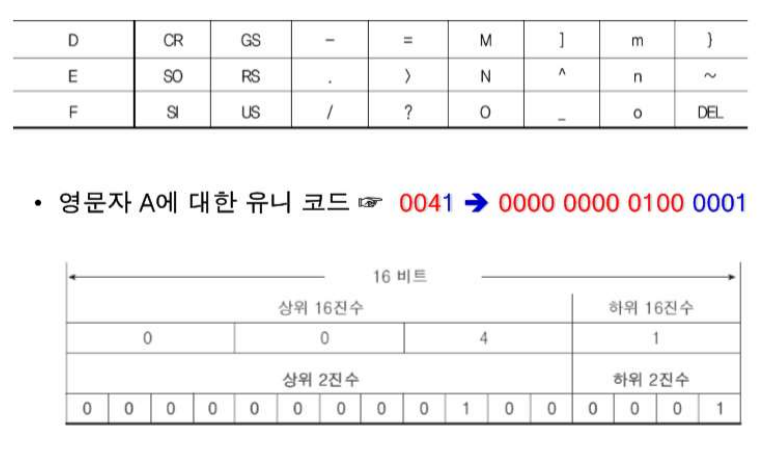 D CR GS - = M ] m }
E SO RS . 〉 N ^ n ~
F SI US / ? O _ o DEL
• 영문자 A에 대한 유니 코드 ☞ 0041 → 0000 0000 0100 0001
16 비트
상위 16진수 하위 16진수
0 0 4 1
상위 2진수 하위 2진수
0 0 0 0 0 0 0 0 0 1 0 0 0 0 0 1